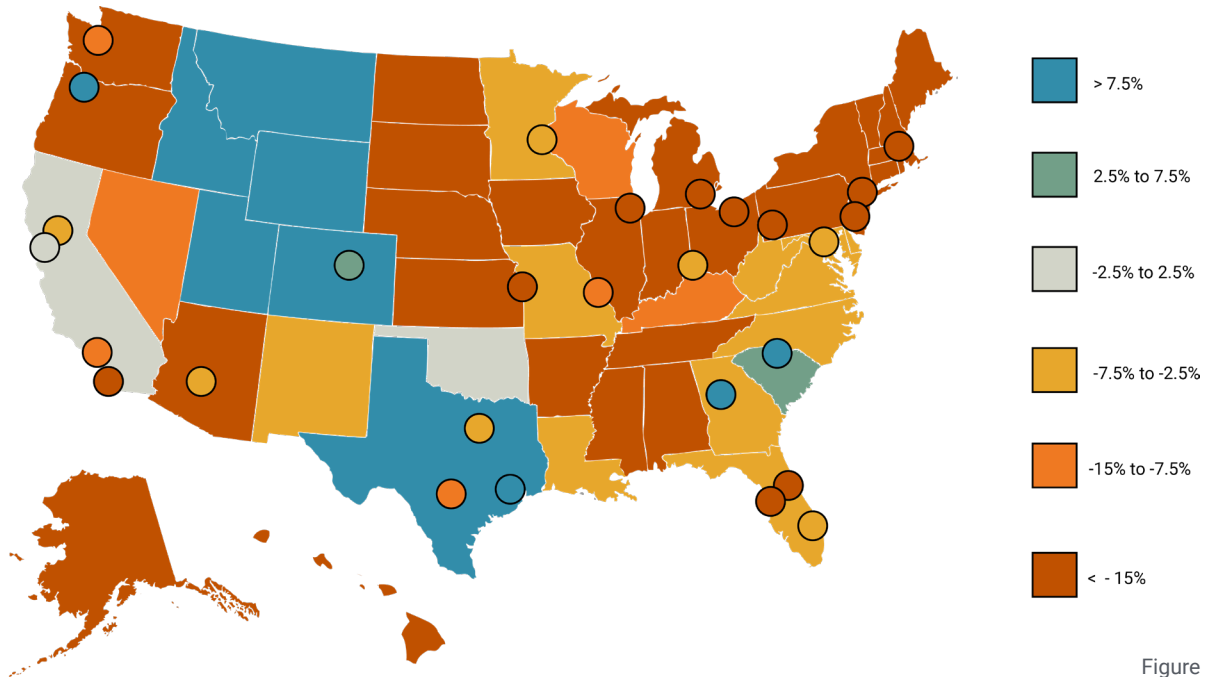 > 7.5%
2.5% to 7.5%
-2.5% to 2.5%
-7.5% to -2.5%
-15% to -7.5%
< - 15%
Figure